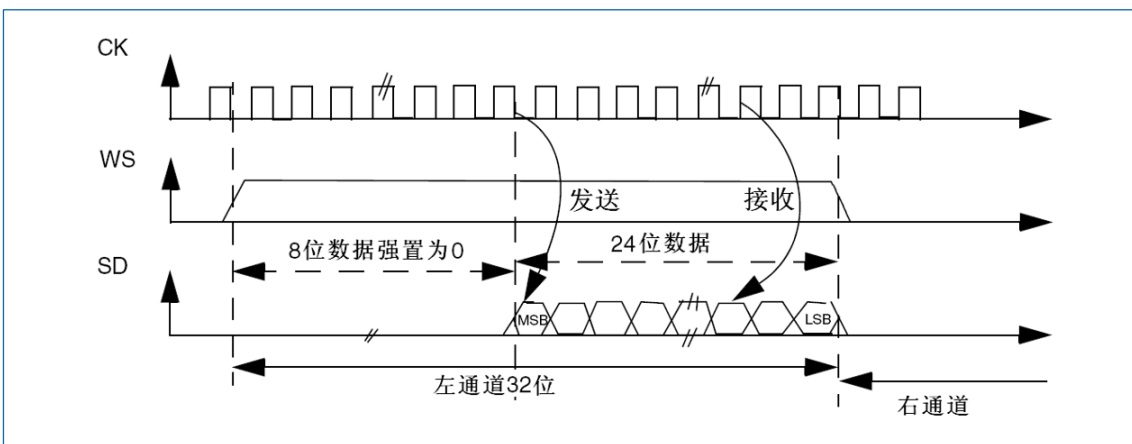 CK
WS
发送
接收
8位数据强置为0
24位数据
SD
MSB
LSB
左通道32位
右通道